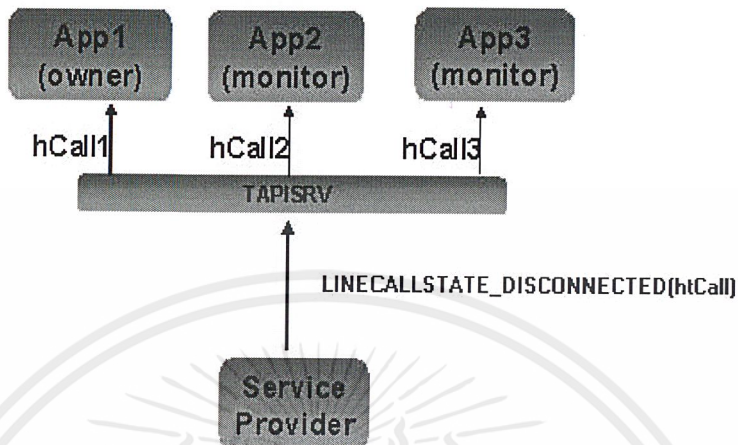 App1
(owner)
App2
(monitor)
App3
(monitor)
hCall1
hCall2
hCall3
TAPISRV
LINECALLSTATE_DISCONNECTED(htCall)
Service
Provider